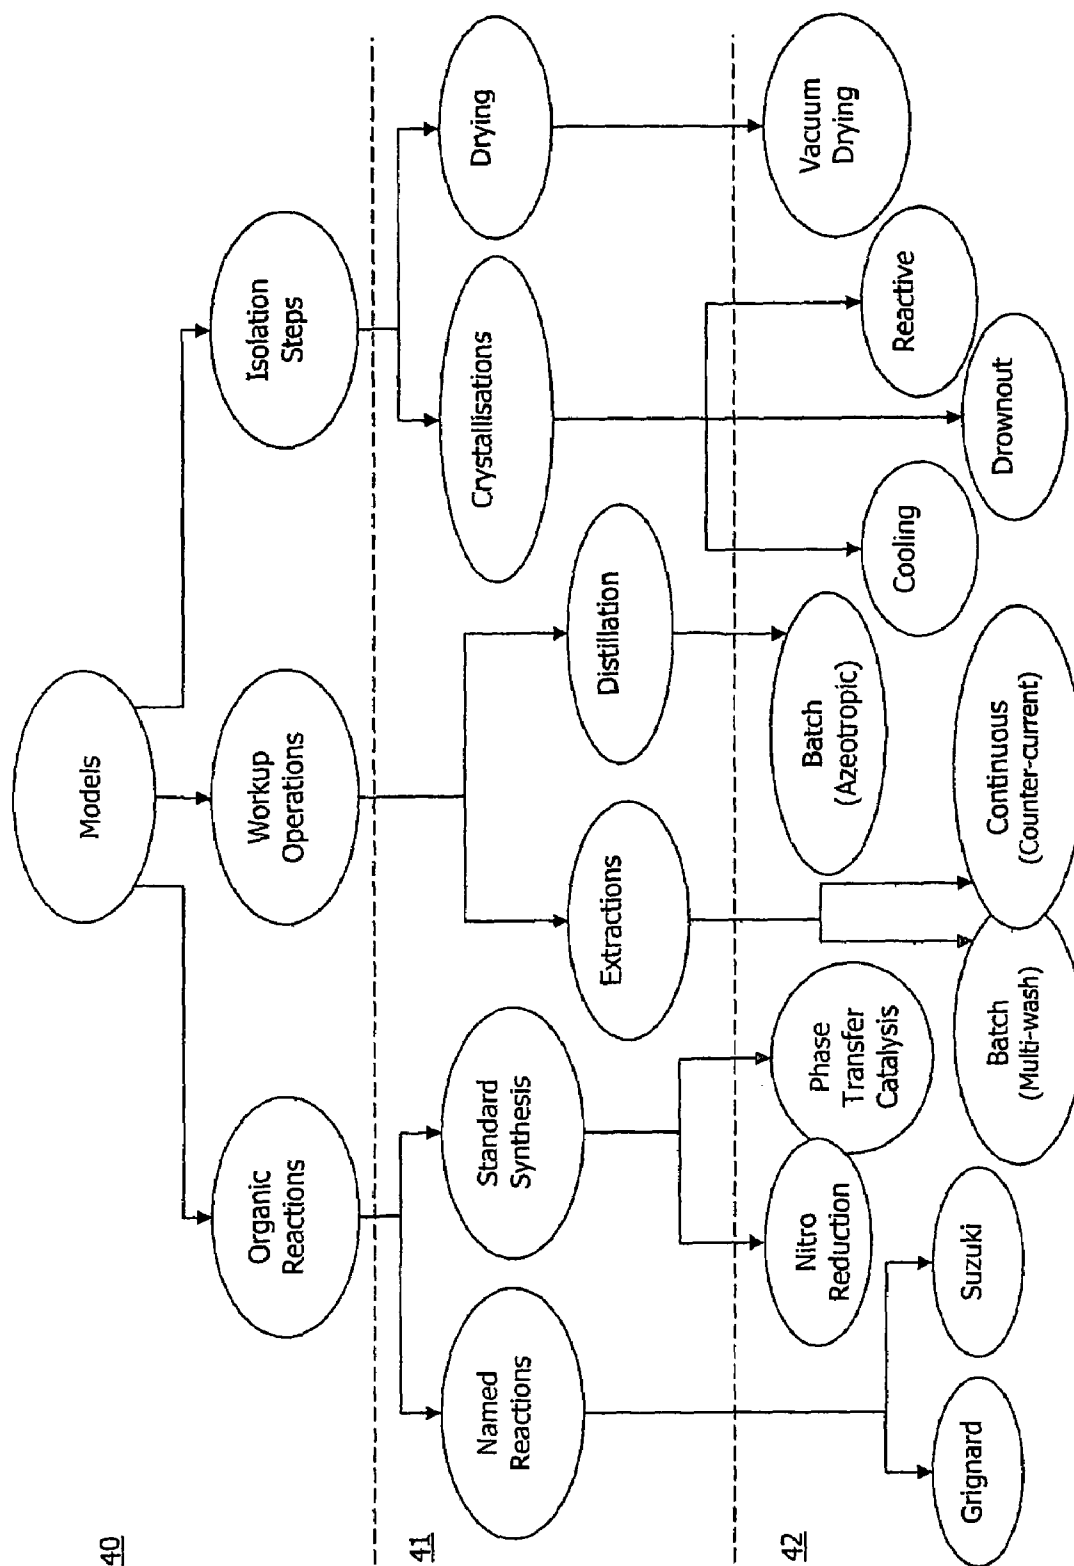 40
Models
Organic
Reactions
Workup
Operations
Isolation
Steps
41
Named
Reactions
Standard
Synthesis
Extractions
Distillation
Crystallisations
Drying
42
Grignard
Suzuki
Nitro
Reduction
Phase
Transfer
Catalysis
Batch
(Multi-wash)
Continuous
(Counter-current)
Batch
(Azeotropic)
Cooling
Drownout
Reactive
Vacuum
Drying